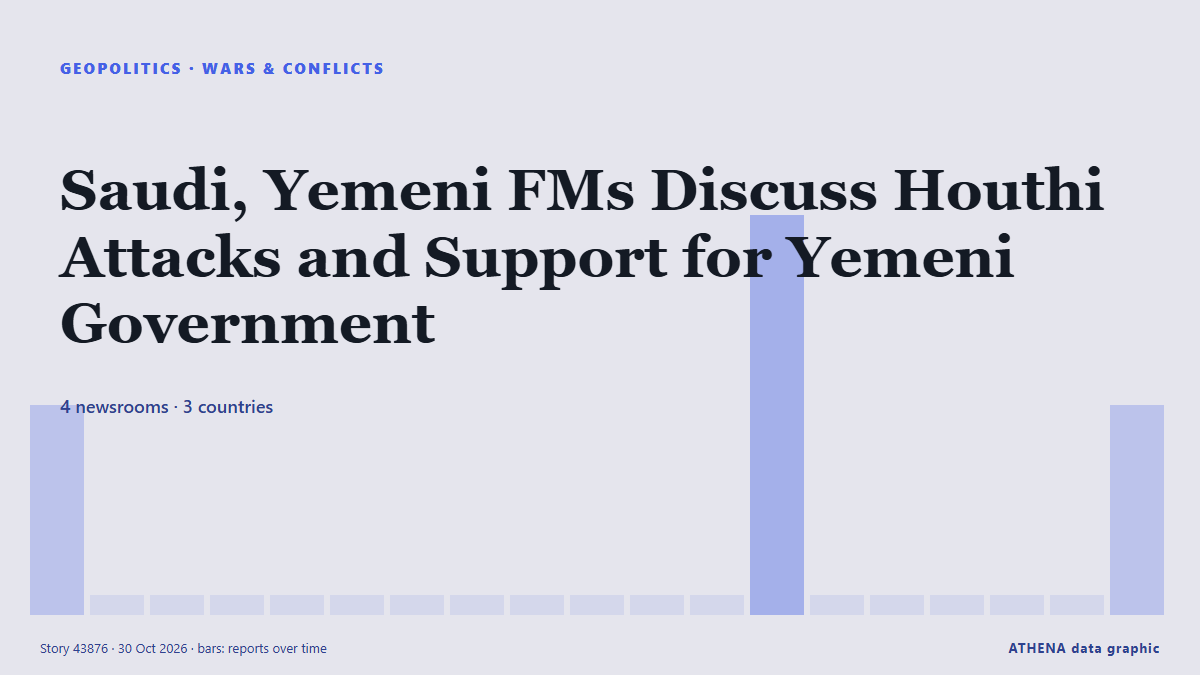 GEOPOLITICS · WARS & CONFLICTS
Saudi, Yemeni FMs Discuss Houthi
Attacks and Support for Yemeni
Government
4 newsrooms · 3 countries
Story 43876 · 30 Oct 2026 · bars: reports over time
ATHENA data graphic